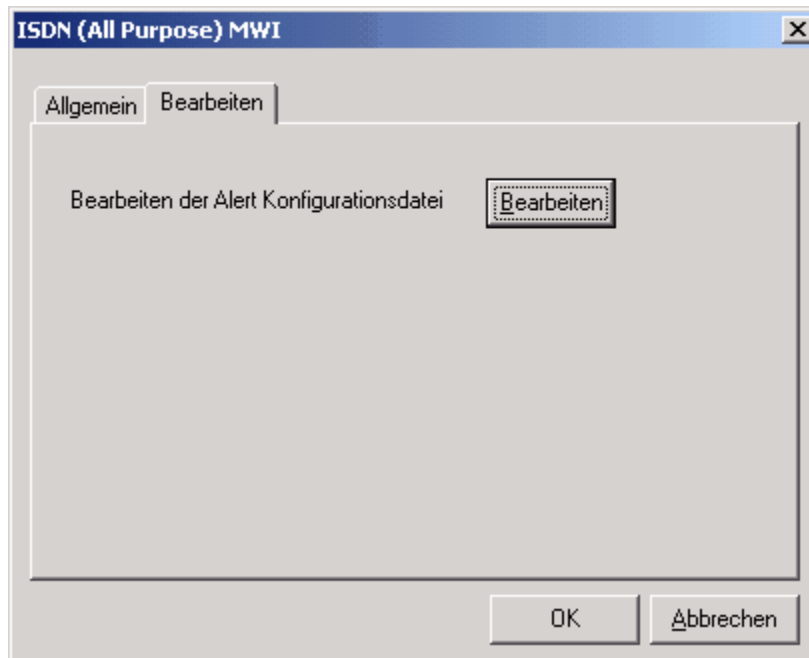 ISDN (All Purpose) MWI
Allgemein Bearbeiten
Bearbeiten der Alert Konfigurationsdatei Bearbeiten
OK Abbrechen